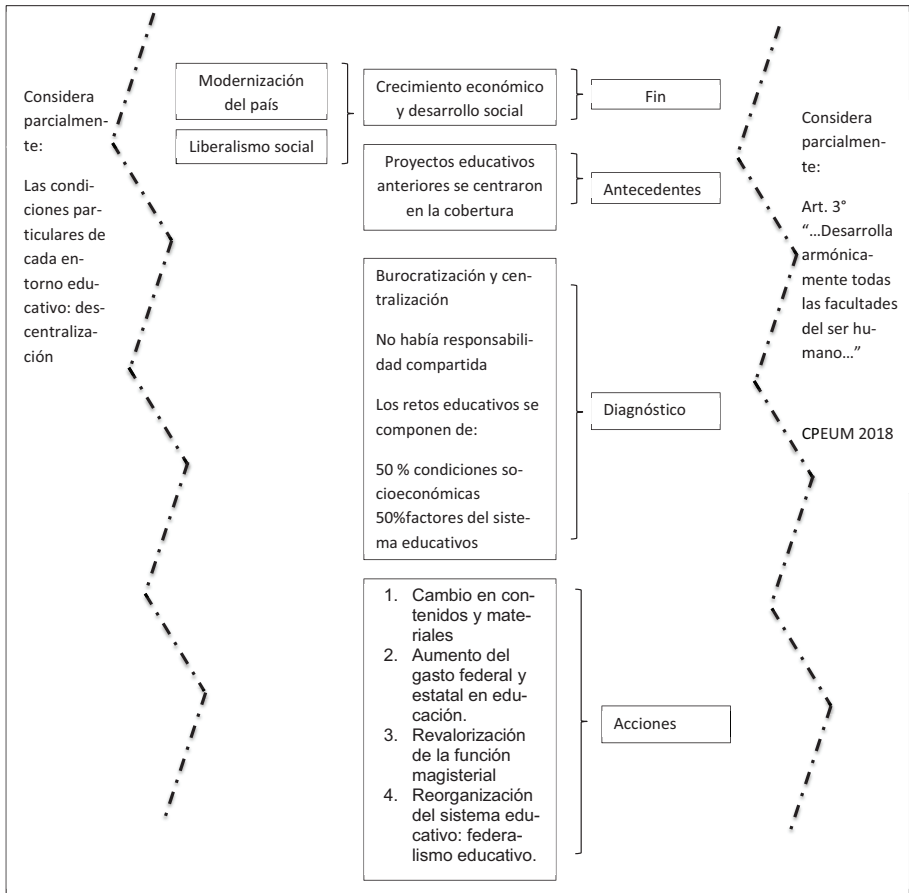 Considera
parcialmen-
te:
Las condi-
ciones par-
ticulares de
cada en-
torno edu-
cativo: des-
centraliza-
ción
Modernización
del país
Liberalismo social
Crecimiento económico
y desarrollo social
Fin
Proyectos educativos
anteriores se centraron
en la cobertura
Antecedentes
Burocratización y cen-
tralización
No había responsabi-
lidad compartida
Los retos educativos se
componen de:
50 % condiciones so-
cioeconómicas
50%factores del siste-
ma educativos
Diagnóstico
1. Cambio en con-
tenidos y mate-
riales
2. Aumento del
gasto federal y
estatal en edu-
cación.
3. Revalorización
de la función
magisterial
4. Reorganización
del sistema edu-
cativo: federa-
lismo educativo.
Acciones
Considera
parcialmen-
te:
Art. 3°
“...Desarrolla
armónica-
mente todas
las facultades
del ser hu-
mano...”
CPEUM 2018